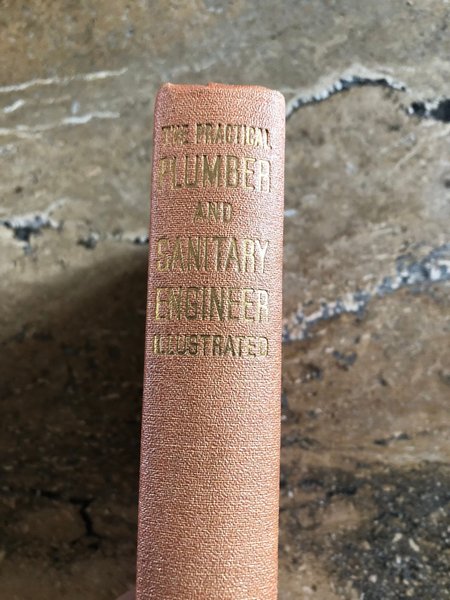 THE PRACTICAL
PLUMBER
AND
SANITARY
ENGINEER
ILLUSTRATED